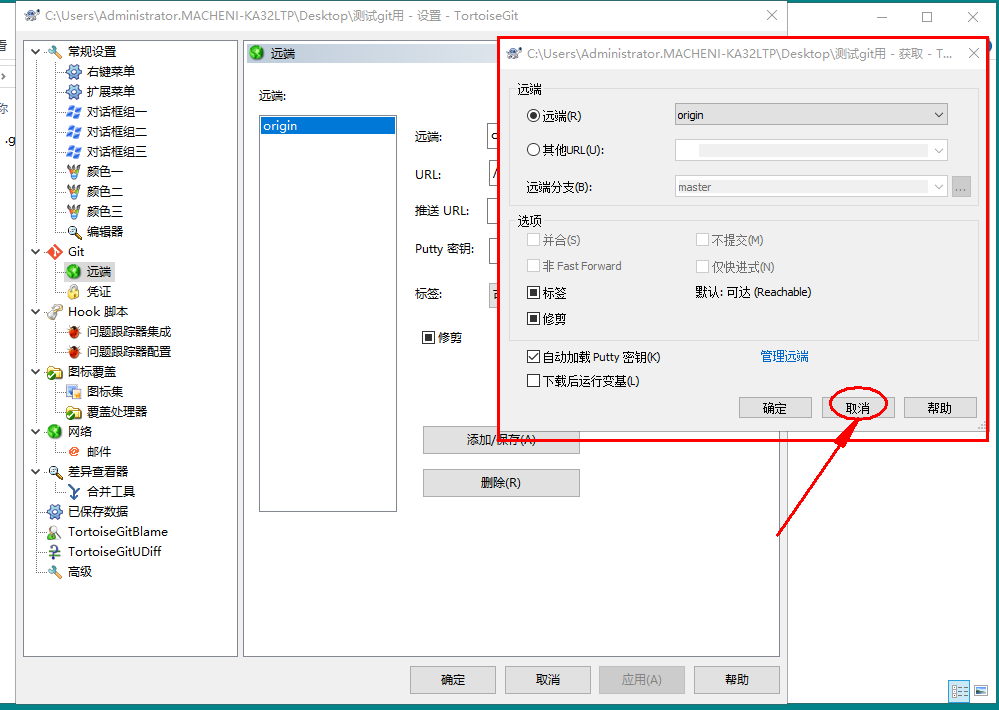 C:\Users\Administrator.MACHENI-KA32LTP\Desktop\测试git用 - 设置 - TortoiseGit
看
你
.g
常规设置
右键菜单
扩展菜单
对话框组一
对话框组二
对话框组三
颜色一
颜色二
颜色三
编辑器
Git
远端
凭证
Hook 脚本
问题跟踪器集成
问题跟踪器配置
图标覆盖
图标集
覆盖处理器
网络
邮件
差异查看器
合并工具
已保存数据
TortoiseGitBlame
TortoiseGitUDiff
高级
远端
远端:
origin
远端:
URL:
/
推送 URL:
Putty 密钥:
标签:
修剪
添加/保存(A)
删除(R)
确定
取消
应用(A)
帮助
C:\Users\Administrator.MACHENI-KA32LTP\Desktop\测试git用 - 获取 - T...
远端
远端(R)
origin
其他URL(U):
远端分支(B):
master
...
选项
并合(S)
不提交(M)
非 Fast Forward
仅快进式(N)
标签
默认: 可达 (Reachable)
修剪
自动加载 Putty 密钥(K)
管理远端
下载后运行变基(L)
确定
取消
帮助